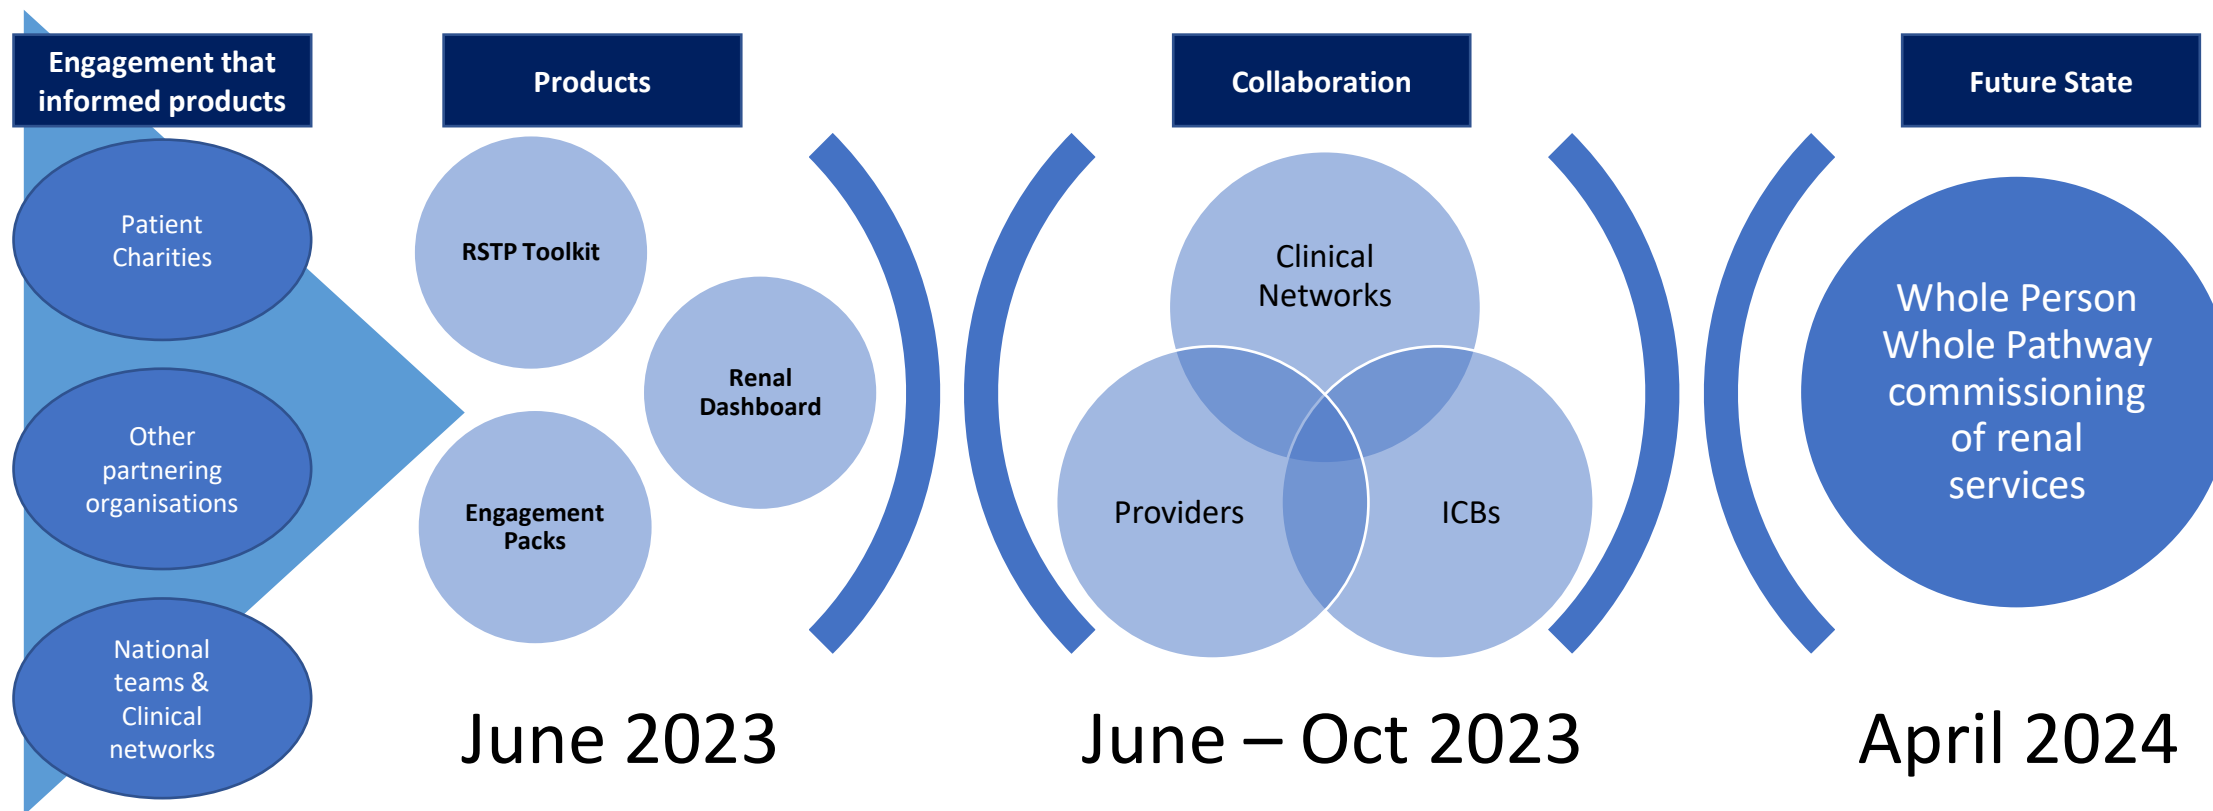 Engagement that
informed products
Patient
Charities
Other
partnering
organisations
National
teams &
Clinical
networks
Products
RSTP Toolkit
Renal
Dashboard
Engagement
Packs
June 2023
Collaboration
Clinical
Networks
Providers
ICBs
June – Oct 2023
Future State
Whole Person
Whole Pathway
commissioning
of renal
services
April 2024